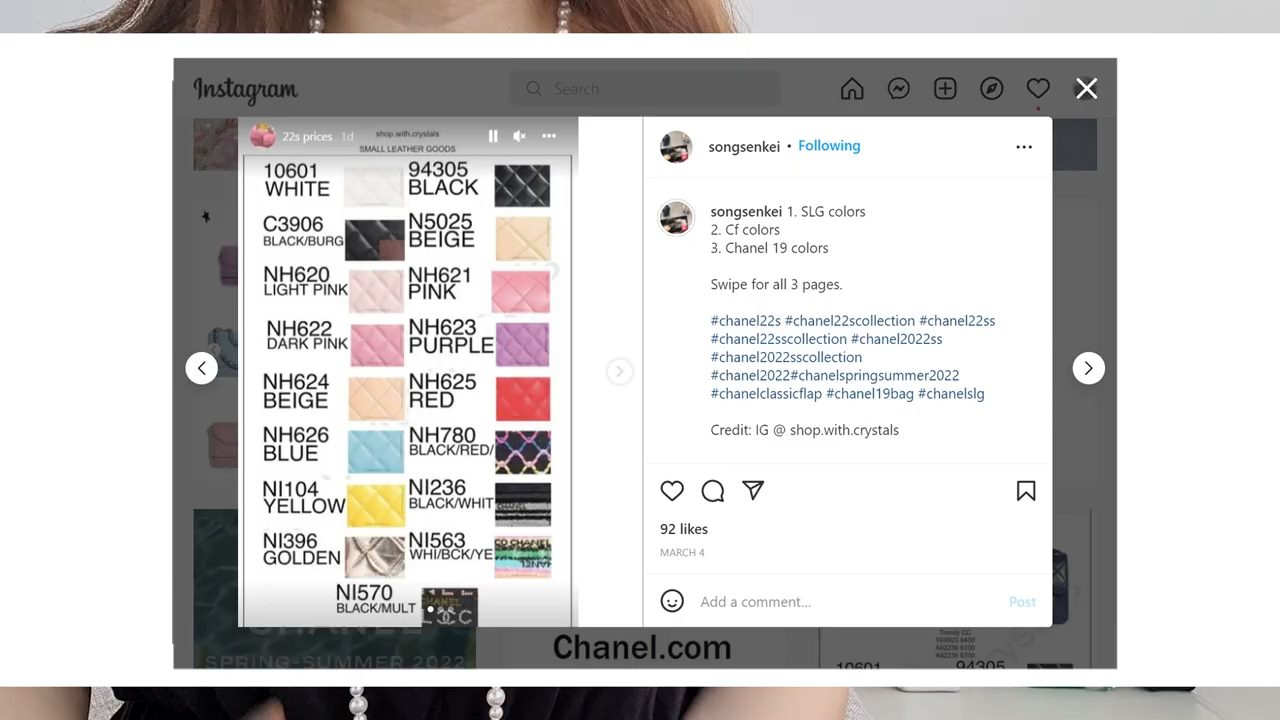 Instagram
Search
22s prices 1d
shop.with.crystals
SMALL LEATHER GOODS
10601
WHITE
94305
BLACK
C3906
BLACK/BURG
N5025
BEIGE
NH620
LIGHT PINK
NH621
PINK
NH622
DARK PINK
NH623
PURPLE
NH624
BEIGE
NH625
RED
NH626
BLUE
NH780
BLACK/RED/
NI104
YELLOW
NI236
BLACK/WHIT
NI396
GOLDEN
NI563
WHI/BCK/YE
NI570
BLACK/MULT
songsenkei • Following
songsenkei 1. SLG colors
2. Cf colors
3. Chanel 19 colors
Swipe for all 3 pages.
#chanel22s #chanel22scollection #chanel22ss
#chanel22sscollection #chanel2022ss
#chanel2022sscollection
#chanel2022#chanelspringsummer2022
#chanelclassicflap #chanel19bag #chanelslg
Credit: IG @ shop.with.crystals
92 likes
MARCH 4
Add a comment...
Post
CHANEL
SPRING-SUMMER 2022
Chanel.com
Trendy CC
10601
94305